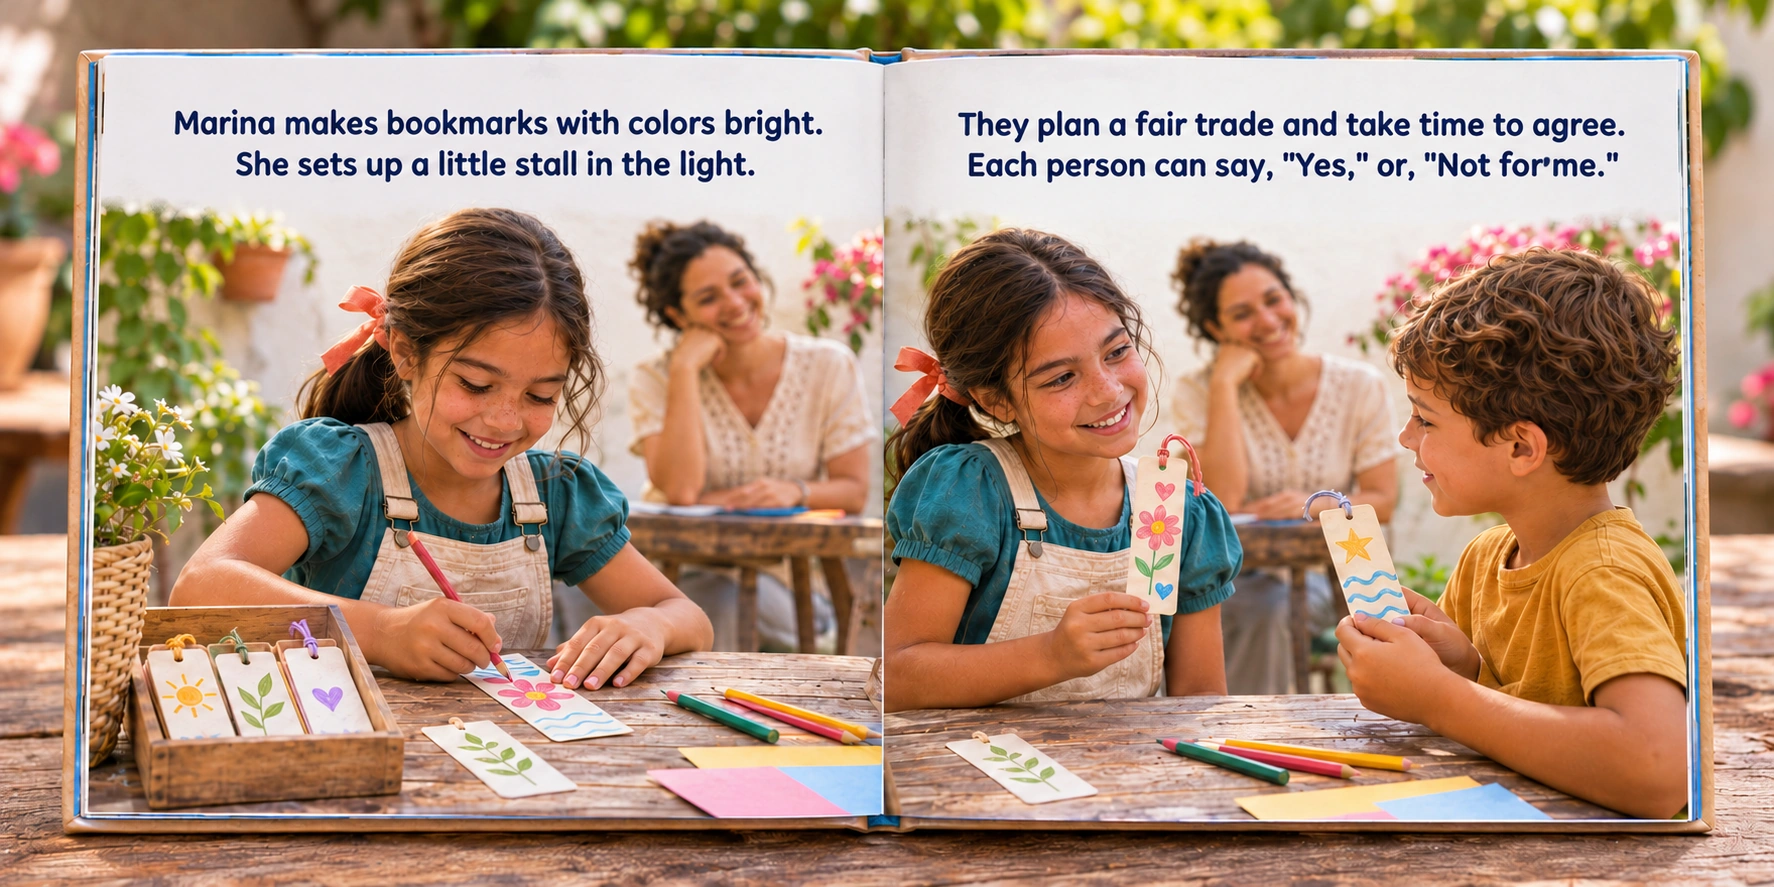 Marina makes bookmarks with colors bright.
She sets up a little stall in the light.
They plan a fair trade and take time to agree.
Each person can say, "Yes," or, "Not for me."